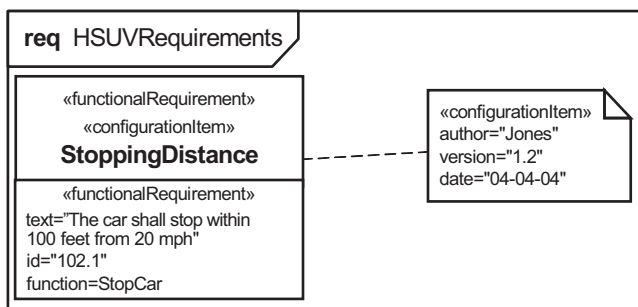 req HSUVRequirements
«functionalRequirement»
«configurationItem»
StoppingDistance
«functionalRequirement»
text=”The car shall stop within
100 feet from 20 mph"
id="102.1"
function=StopCar
«configurationItem»
author="Jones"
version="1.2"
date="04-04-04"